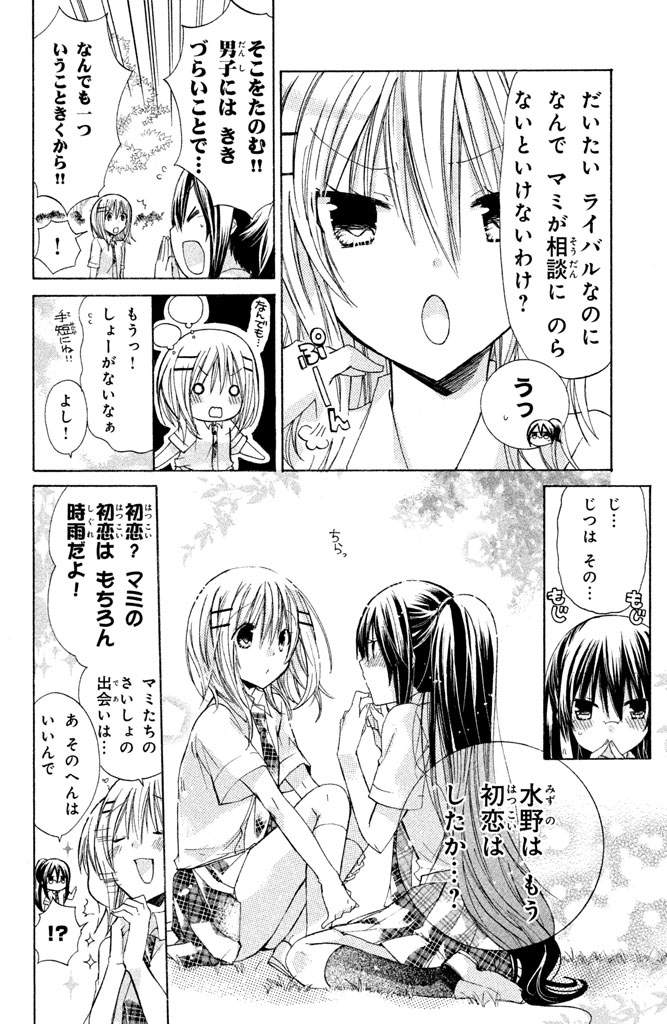 だいたい ライバルなのに
なんで マミが相談に のら
ないといけないわけ?
うっ
ぷーん
そこをたのむ!!
男子には きき
づらいことで…
なんでも 一つ
いうこときくから!!
!
なんでも…
もうっ!
しょーがないなぁ
手短にね!!
よし!
じ…
じつは その…
もじ
もじ
ちらっ
水野は もう
初恋は
したか…?
初恋? マミの
初恋は もちろん
時雨だよ!
マミたちの
さいしょの
出会いは…
あ そのへんは
いいんで
!?